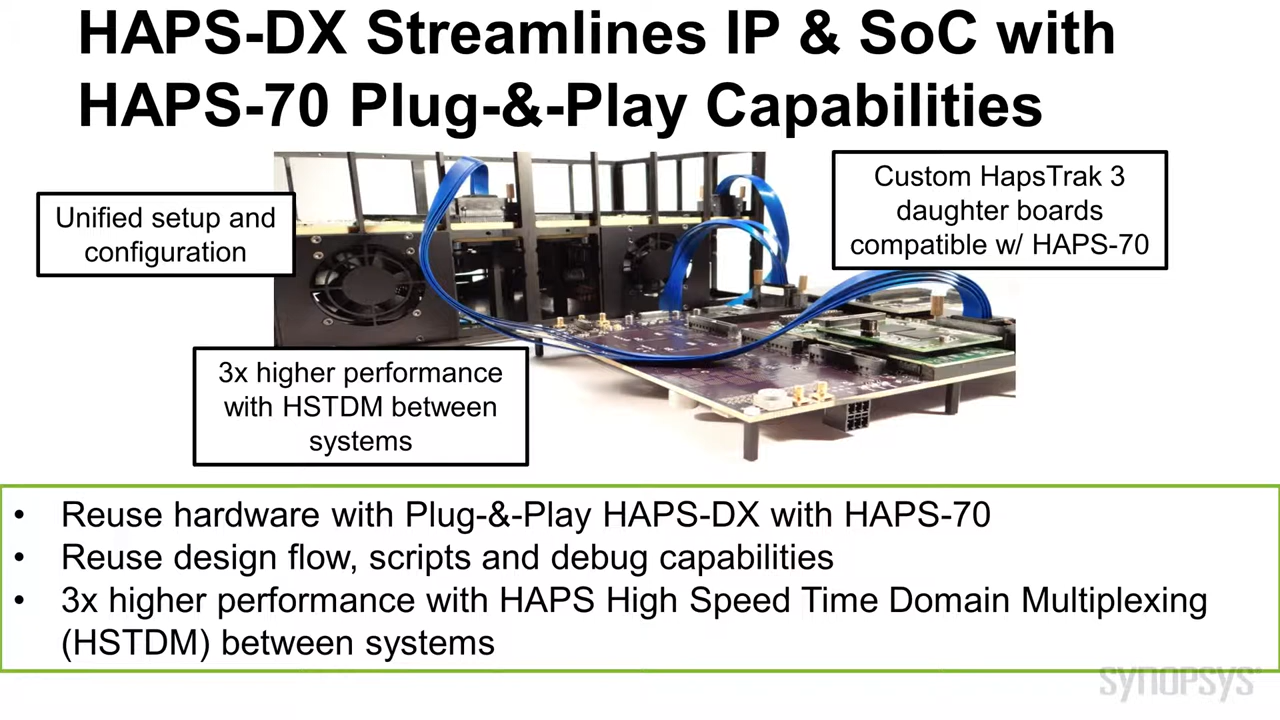 HAPS-DX Streamlines IP & SoC with
HAPS-70 Plug-&-Play Capabilities
Unified setup and
configuration
Custom HapsTrak 3
daughter boards
compatible w/ HAPS-70
3x higher performance
with HSTDM between
systems
• Reuse hardware with Plug-&-Play HAPS-DX with HAPS-70
• Reuse design flow, scripts and debug capabilities
• 3x higher performance with HAPS High Speed Time Domain Multiplexing
(HSTDM) between systems
SYNOPSYS